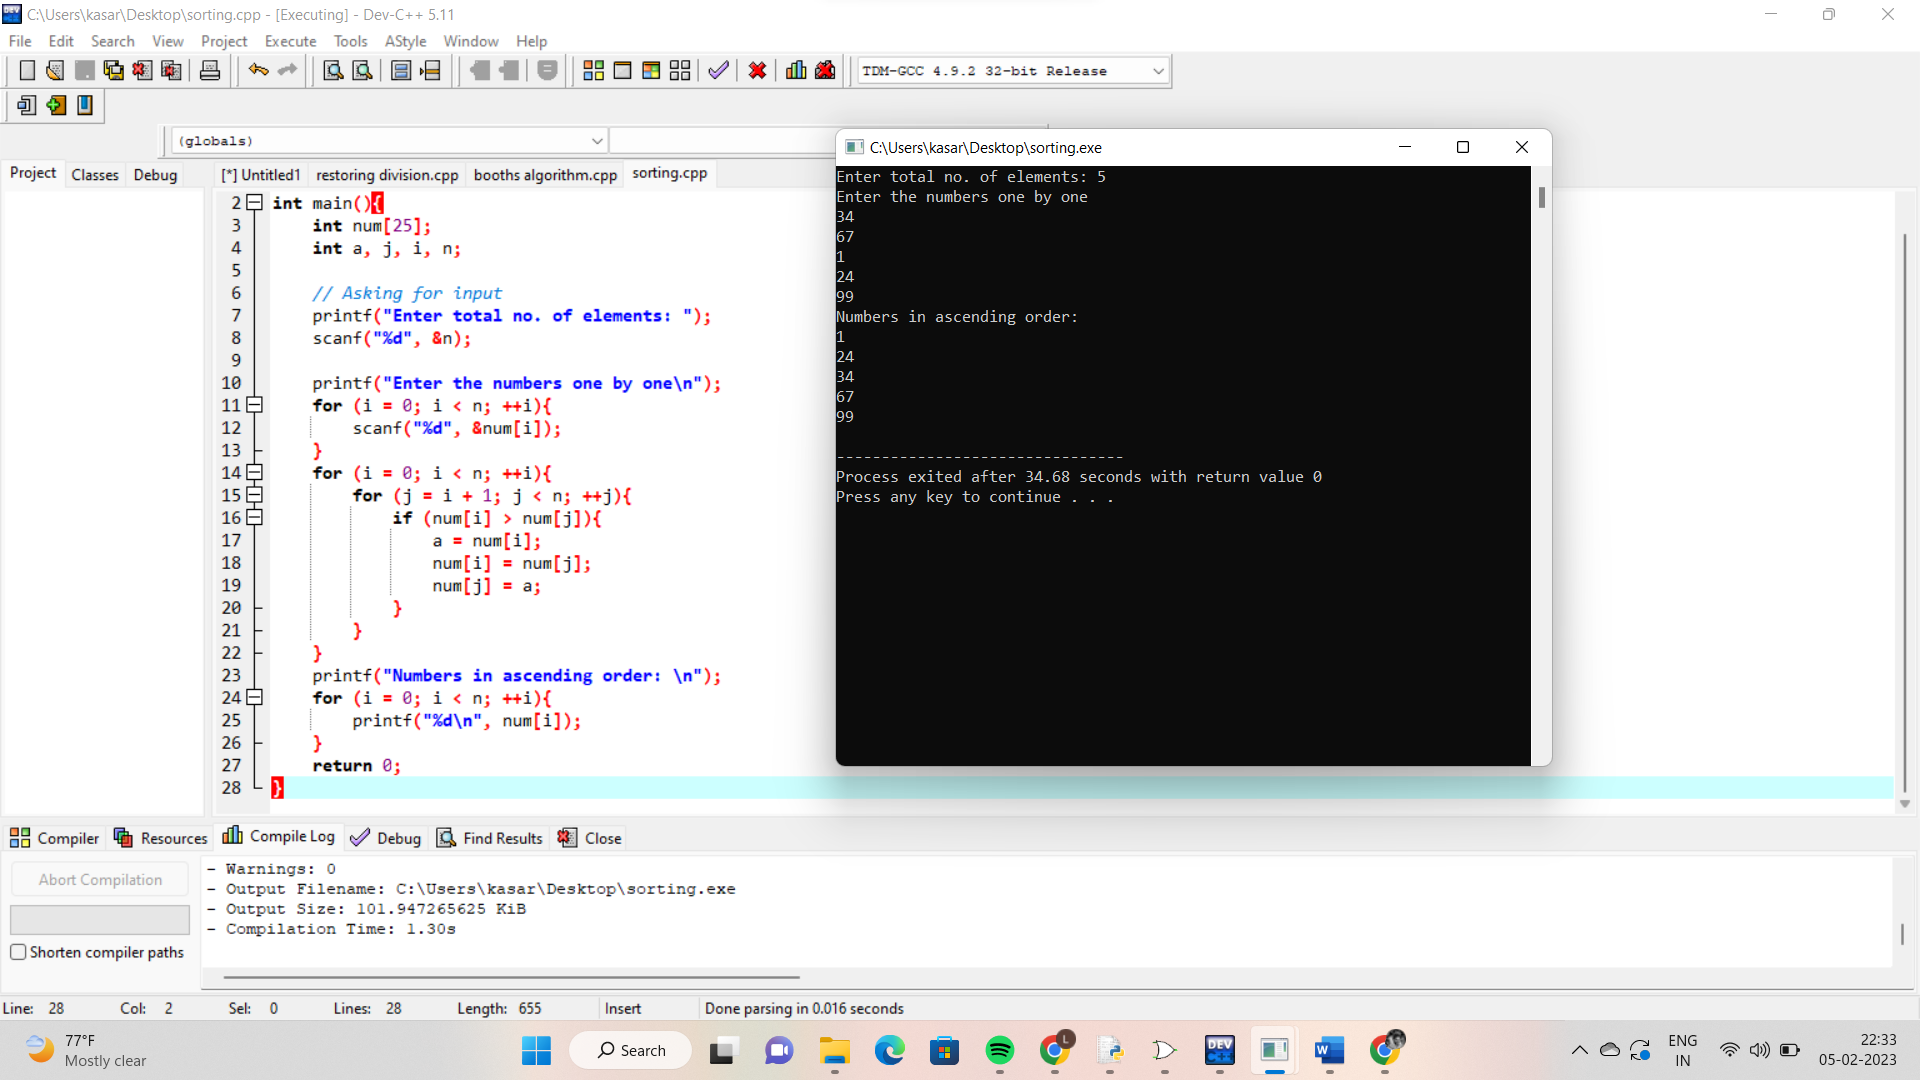 C:\Users\kasar\Desktop\sorting.cpp - [Executing] - Dev-C++ 5.11
File Edit Search View Project Execute Tools AStyle Window Help
TDM-GCC 4.9.2 32-bit Release
(globals)
Project Classes Debug
[*] Untitled1 restoring division.cpp booths algorithm.cpp sorting.cpp
2 int main(){
3 int num[25];
4 int a, j, i, n;
5
6 // Asking for input
7 printf("Enter total no. of elements: ");
8 scanf("%d", &n);
9
10 printf("Enter the numbers one by one\n");
11 for (i = 0; i < n; ++i){
12 scanf("%d", &num[i]);
13 }
14 for (i = 0; i < n; ++i){
15 for (j = i + 1; j < n; ++j){
16 if (num[i] > num[j]){
17 a = num[i];
18 num[i] = num[j];
19 num[j] = a;
20 }
21 }
22 }
23 printf("Numbers in ascending order: \n");
24 for (i = 0; i < n; ++i){
25 printf("%d\n", num[i]);
26 }
27 return 0;
28 }
C:\Users\kasar\Desktop\sorting.exe
Enter total no. of elements: 5
Enter the numbers one by one
34
67
1
24
99
Numbers in ascending order:
1
24
34
67
99
--------------------------------
Process exited after 34.68 seconds with return value 0
Press any key to continue . . .
Compiler Resources Compile Log Debug Find Results Close
Abort Compilation
Shorten compiler paths
- Warnings: 0
- Output Filename: C:\Users\kasar\Desktop\sorting.exe
- Output Size: 101.947265625 KiB
- Compilation Time: 1.30s
Line: 28 Col: 2 Sel: 0 Lines: 28 Length: 655 Insert Done parsing in 0.016 seconds
77°F
Mostly clear
Search
L
DEV
C++
W
ENG
IN
22:33
05-02-2023